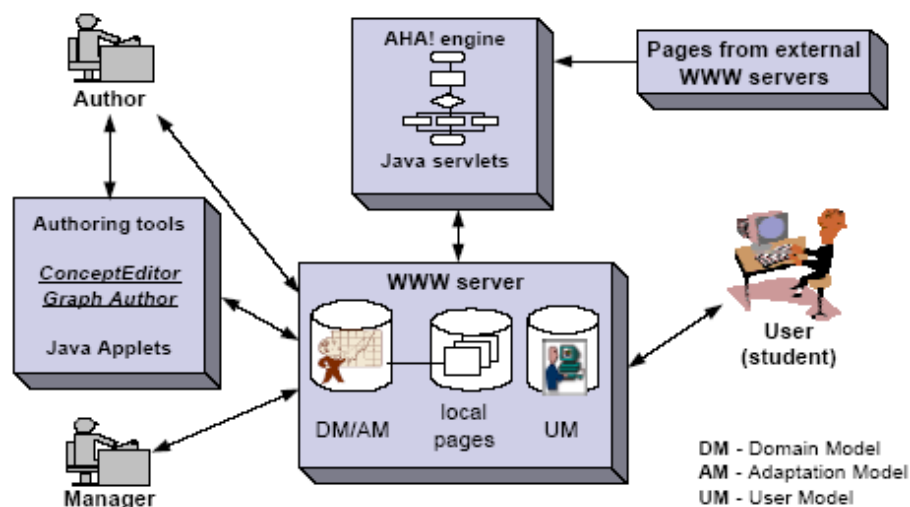 AHA! engine
Java servlets
Pages from external
WWW servers
Author
Authoring tools
ConceptEditor
Graph Author
Java Applets
WWW server
DM/AM
local
pages
UM
User
(student)
Manager
DM - Domain Model
AM - Adaptation Model
UM - User Model